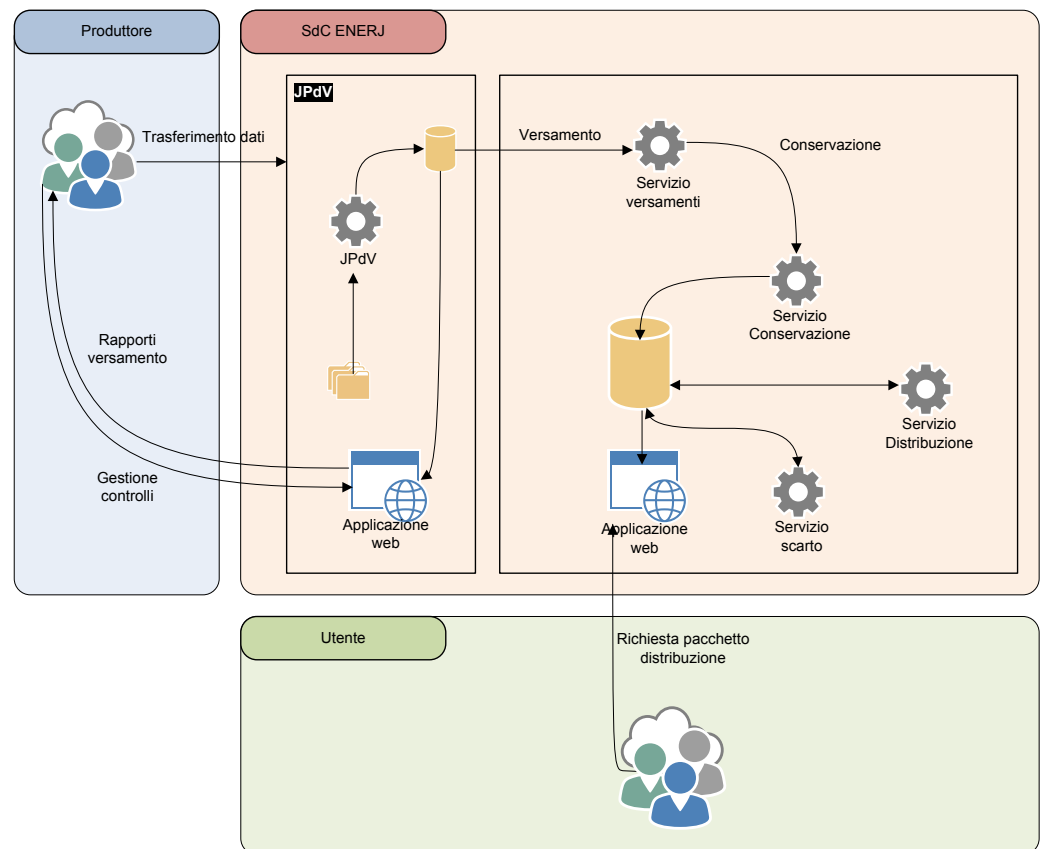 Produttore
SdC ENERJ
JPdV
Trasferimento dati
Versamento
Conservazione
Servizio
versamenti
JPdV
Servizio
Conservazione
Rapporti
versamento
Servizio
Distribuzione
Gestione
controlli
Applicazione
web
Applicazione
web
Servizio
scarto
Utente
Richiesta pacchetto
distribuzione